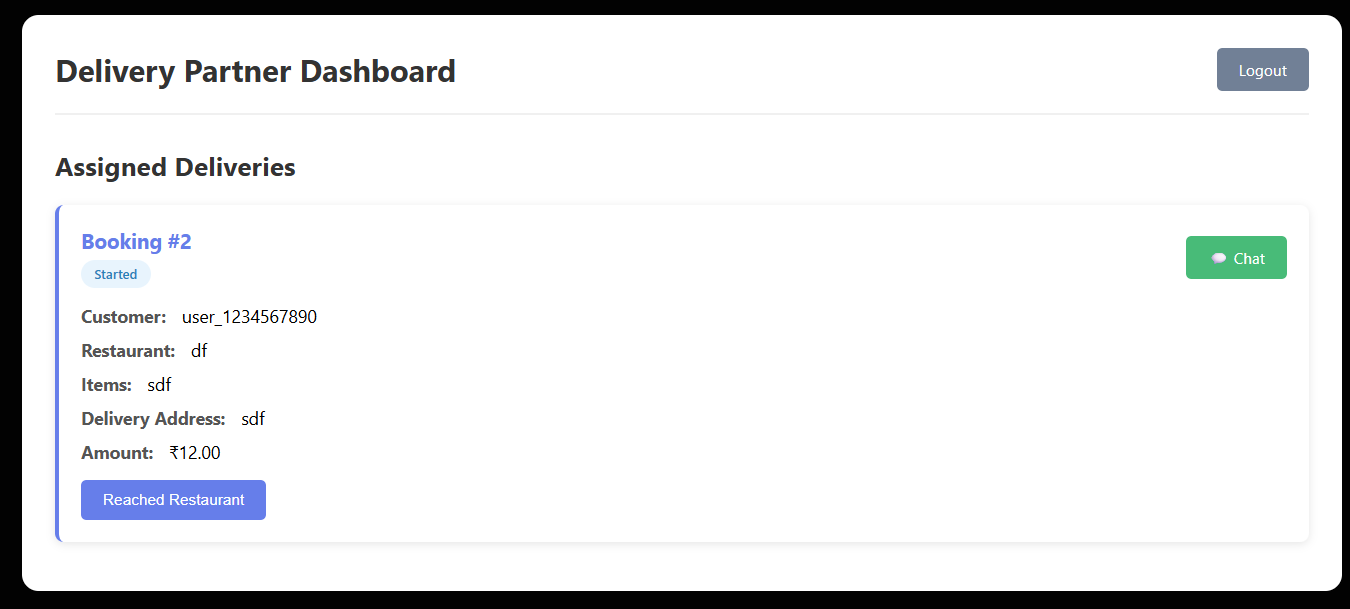 Delivery Partner Dashboard
Logout
Assigned Deliveries
Booking #2
Started
Chat
Customer: user_1234567890
Restaurant: df
Items: sdf
Delivery Address: sdf
Amount: ₹12.00
Reached Restaurant